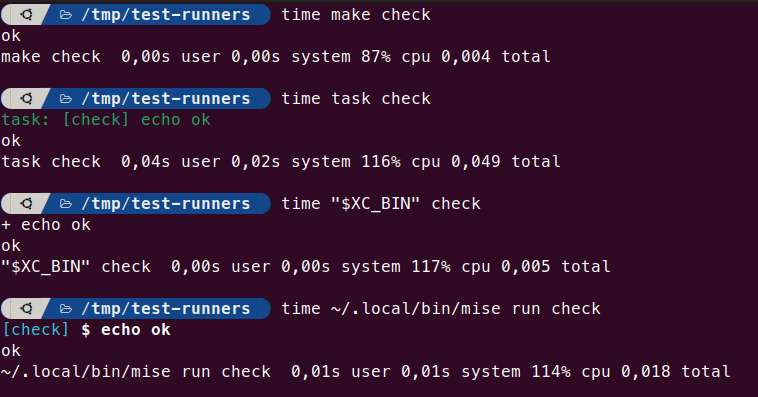 /tmp/test-runners time make check
ok
make check 0,00s user 0,00s system 87% cpu 0,004 total
/tmp/test-runners time task check
task: [check] echo ok
ok
task check 0,04s user 0,02s system 116% cpu 0,049 total
/tmp/test-runners time "$XC_BIN" check
+ echo ok
ok
"$XC_BIN" check 0,00s user 0,00s system 117% cpu 0,005 total
/tmp/test-runners time ~/.local/bin/mise run check
[check] $ echo ok
ok
~/.local/bin/mise run check 0,01s user 0,01s system 114% cpu 0,018 total